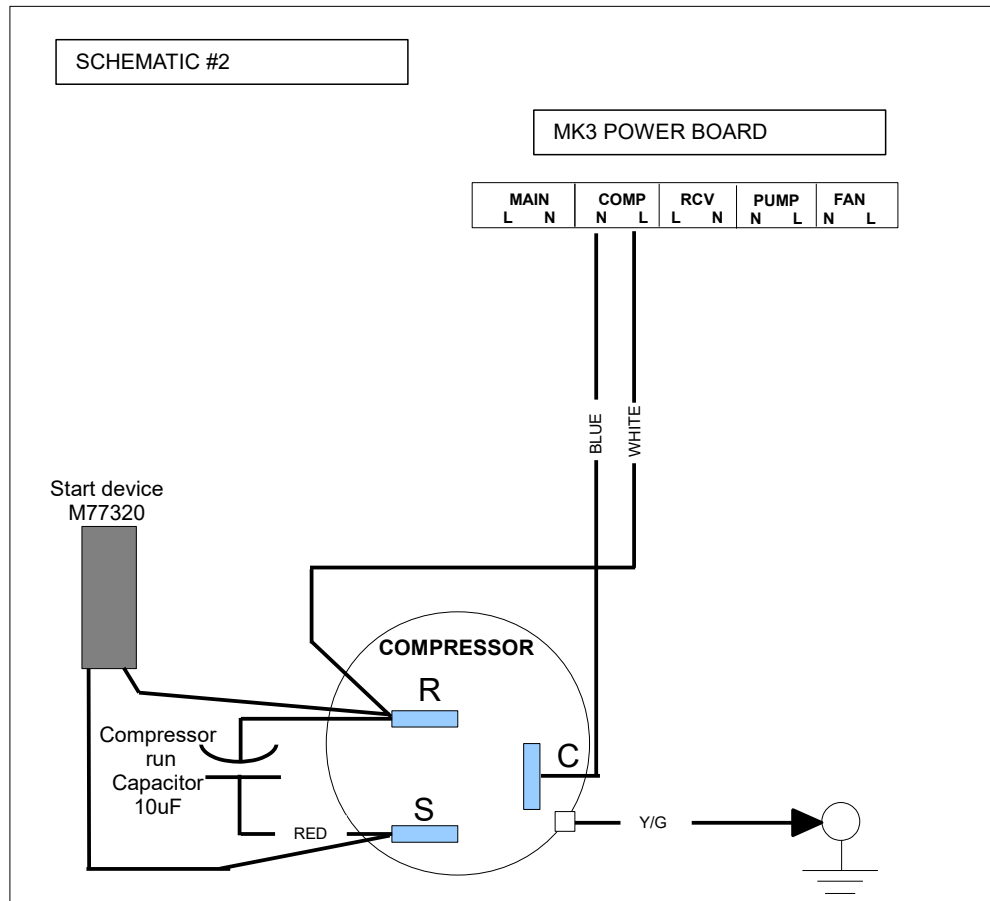 SCHEMATIC #2
MK3 POWER BOARD
MAIN COMP RCV PUMP FAN
L N N L L N N L N L
BLUE
WHITE
Start device
M77320
COMPRESSOR
R
Compressor
run
Capacitor
10uF
C
S
RED
Y/G